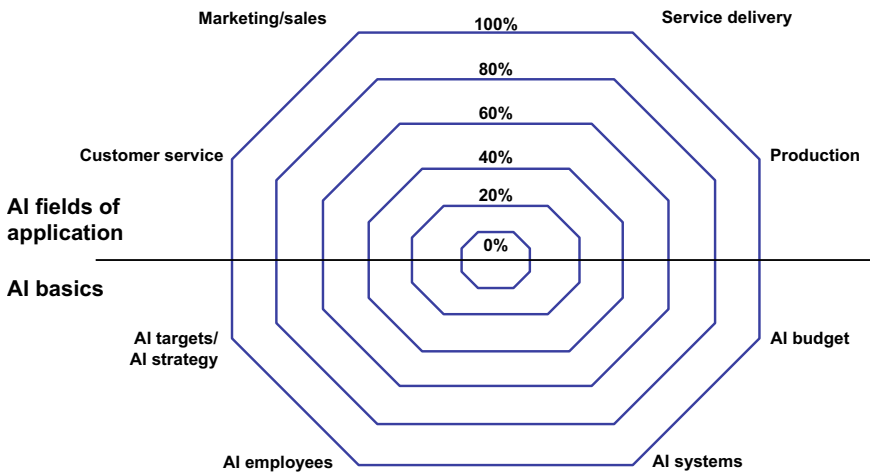 Marketing/sales
Service delivery
100%
80%
60%
Customer service
Production
40%
AI fields of
application
20%
0%
AI basics
AI targets/
AI strategy
AI budget
AI employees
AI systems